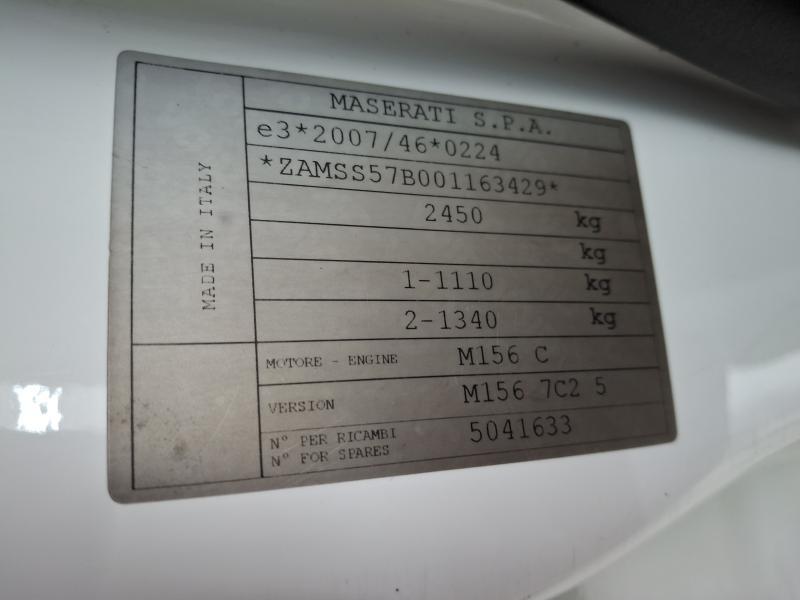 MASERATI S.P.A.
e3*2007/46*0224
*ZAMSS57B001163429*
2450 kg
kg
1-1110 kg
2-1340 kg
MADE IN ITALY
MOTORE - ENGINE M156 C
VERSION M156 7C2 5
N° PER RICAMBI
N° FOR SPARES 5041633